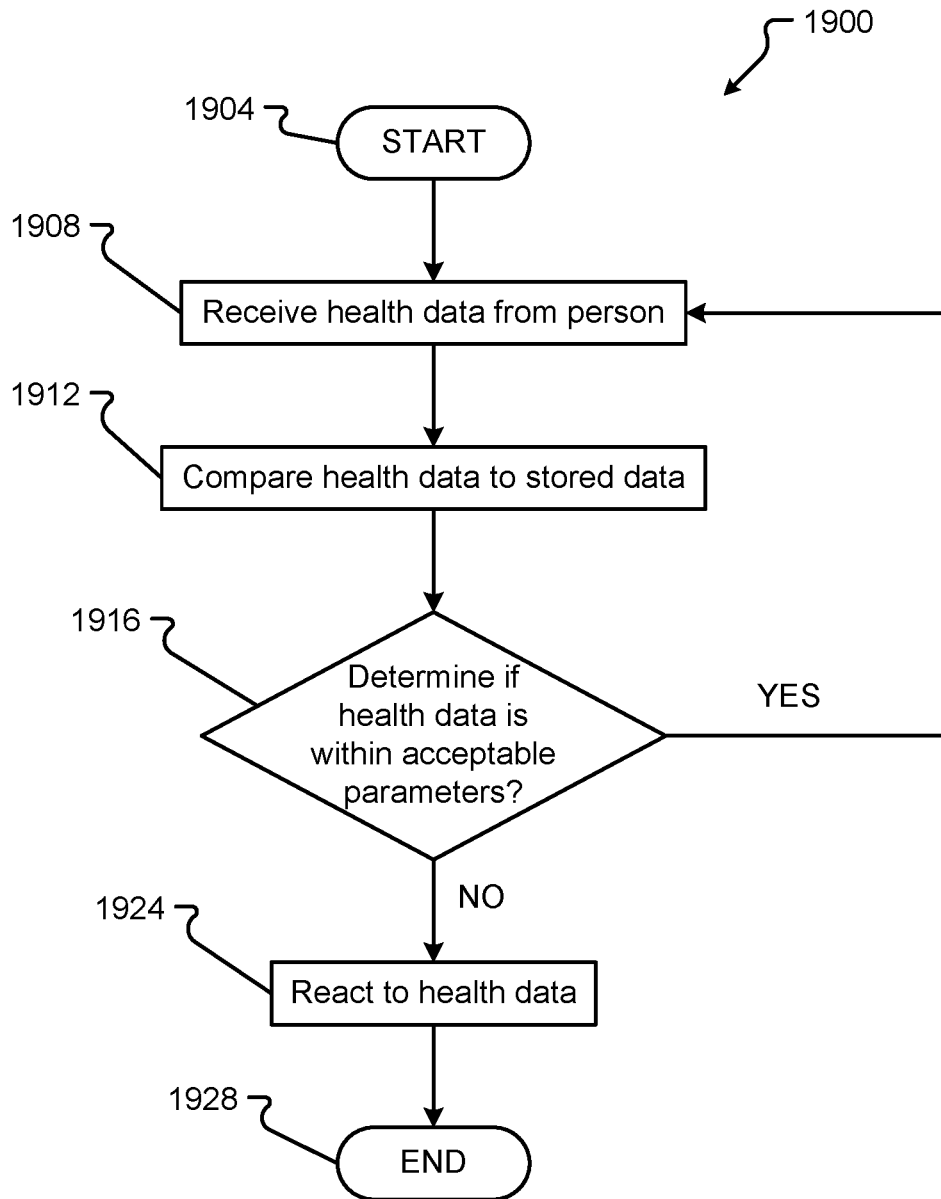 1900
1904
START
1908
Receive health data from person
1912
Compare health data to stored data
1916
Determine if
health data is
within acceptable
parameters?
YES
NO
1924
React to health data
1928
END